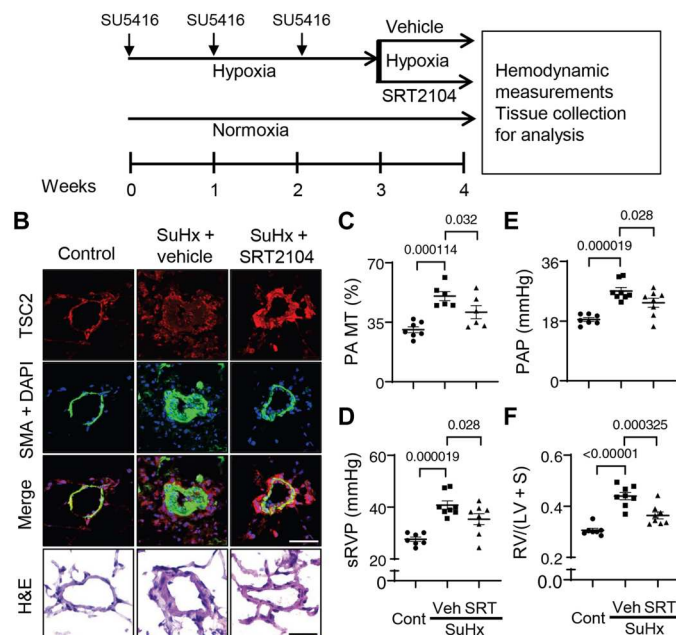 SU5416 SU5416 SU5416
Vehicle
Hypoxia
Hypoxia
SRT2104
Normoxia
Hemodynamic
measurements
Tissue collection
for analysis
Weeks 0 1 2 3 4
B
Control
SuHx +
vehicle
SuHx +
SRT2104
TSC2
SMA + DAPI
Merge
H&E
C
0.032
0.000114
70
35
0
PA MT (%)
E
0.028
0.000019
36
18
0
PAP (mmHg)
D
0.028
0.000019
60
40
20
0
sRVP (mmHg)
Cont
Veh SRT
SuHx
F
0.000325
<0.00001
0.6
0.4
0.2
0.0
RV/(LV + S)
Cont
Veh SRT
SuHx